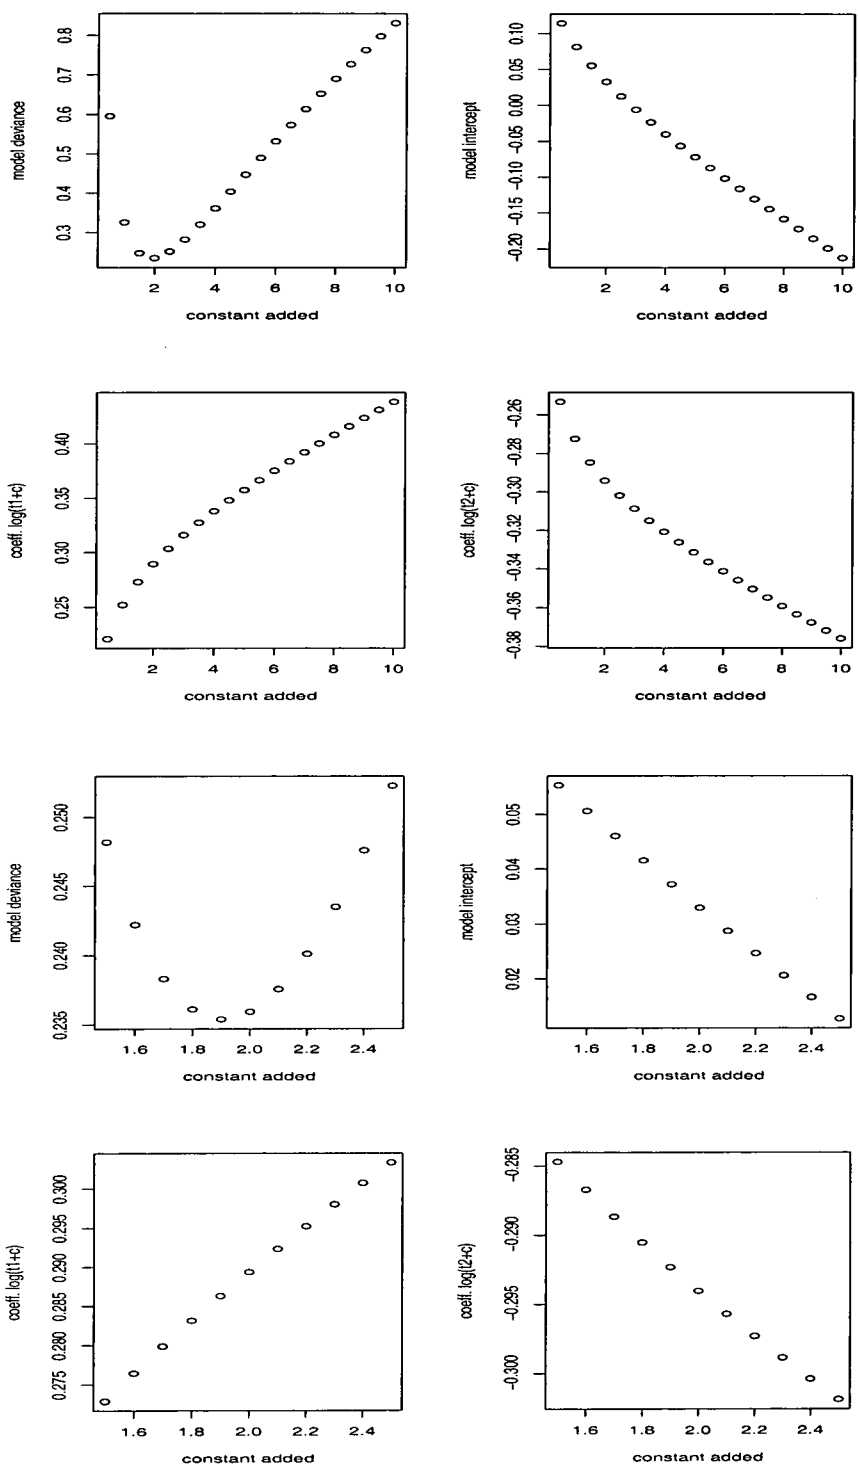 model deviance
0.8
0.7
0.6
0.5
0.4
0.3
2 4 6 8 10
constant added
model intercept
0.10
0.05
0.00
-0.05
-0.10
-0.15
-0.20
2 4 6 8 10
constant added
coeff. log(t1+c)
0.40
0.35
0.30
0.25
2 4 6 8 10
constant added
coeff. log(t2+c)
-0.26
-0.28
-0.30
-0.32
-0.34
-0.36
-0.38
2 4 6 8 10
constant added
model deviance
0.250
0.245
0.240
0.235
1.6 1.8 2.0 2.2 2.4
constant added
model intercept
0.05
0.04
0.03
0.02
1.6 1.8 2.0 2.2 2.4
constant added
coeff. log(t1+c)
0.300
0.295
0.290
0.285
0.280
0.275
1.6 1.8 2.0 2.2 2.4
constant added
coeff. log(t2+c)
-0.285
-0.290
-0.295
-0.300
1.6 1.8 2.0 2.2 2.4
constant added